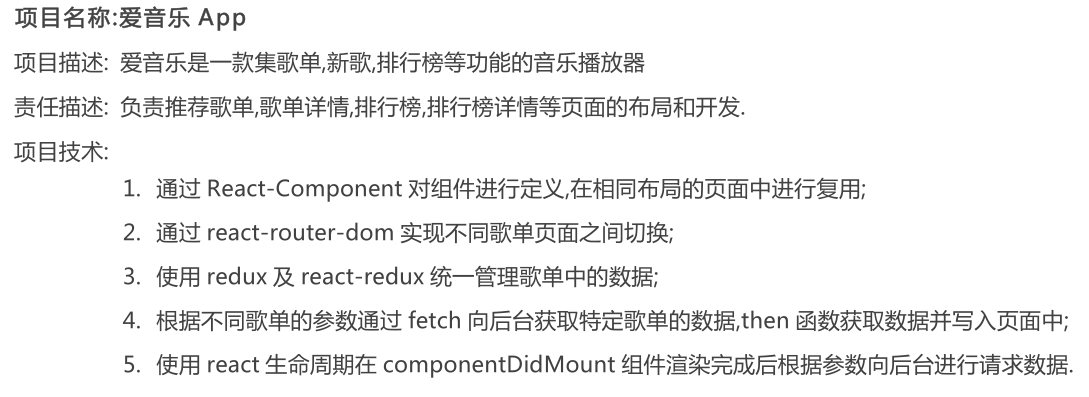 项目名称:爱音乐 App
项目描述: 爱音乐是一款集歌单,新歌,排行榜等功能的音乐播放器
责任描述: 负责推荐歌单,歌单详情,排行榜,排行榜详情等页面的布局和开发.
项目技术:
1. 通过 React-Component 对组件进行定义,在相同布局的页面中进行复用;
2. 通过 react-router-dom 实现不同歌单页面之间切换;
3. 使用 redux 及 react-redux 统一管理歌单中的数据;
4. 根据不同歌单的参数通过 fetch 向后台获取特定歌单的数据,then 函数获取数据并写入页面中;
5. 使用 react 生命周期在 componentDidMount 组件渲染完成后根据参数向后台进行请求数据.